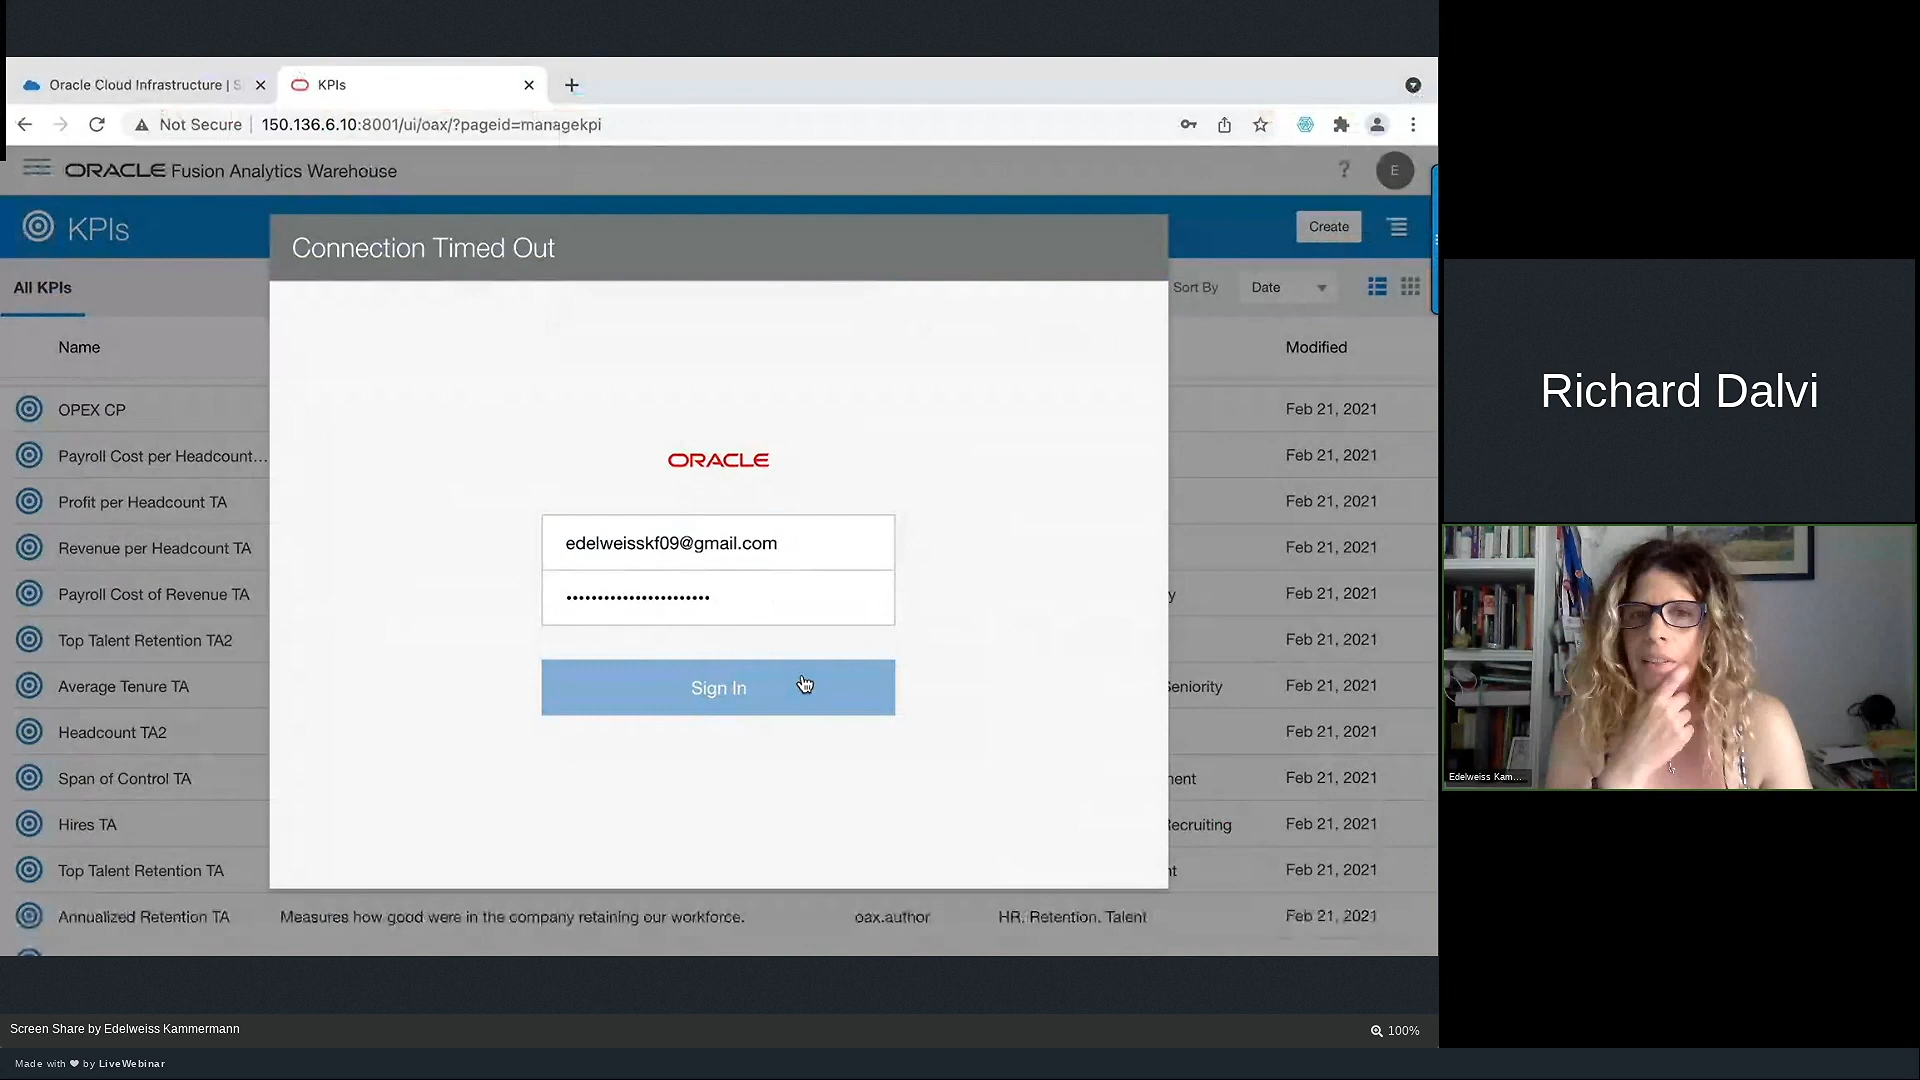 Oracle Cloud Infrastructure | S
KPIs
Not Secure | 150.136.6.10:8001/ui/oax/?pageid=managekpi
ORACLE Fusion Analytics Warehouse
? E
KPIs
Create
Connection Timed Out
All KPIs
Sort By Date
Name
Modified
OPEX CP
Feb 21, 2021
Payroll Cost per Headcount...
Feb 21, 2021
ORACLE
Profit per Headcount TA
Feb 21, 2021
edelweisskf09@gmail.com
Revenue per Headcount TA
Feb 21, 2021
•••••••••••••••••••••••
Payroll Cost of Revenue TA
y
Feb 21, 2021
Top Talent Retention TA2
Feb 21, 2021
Sign In
Average Tenure TA
Seniority
Feb 21, 2021
Headcount TA2
Feb 21, 2021
Span of Control TA
ment
Feb 21, 2021
Hires TA
Recruiting
Feb 21, 2021
Top Talent Retention TA
nt
Feb 21, 2021
Annualized Retention TA
Measures how good were in the company retaining our workforce.
oax.author
HR, Retention, Talent
Feb 21, 2021
Richard Dalvi
Edelweiss Kam...
Screen Share by Edelweiss Kammermann
100%
Made with ❤ by LiveWebinar